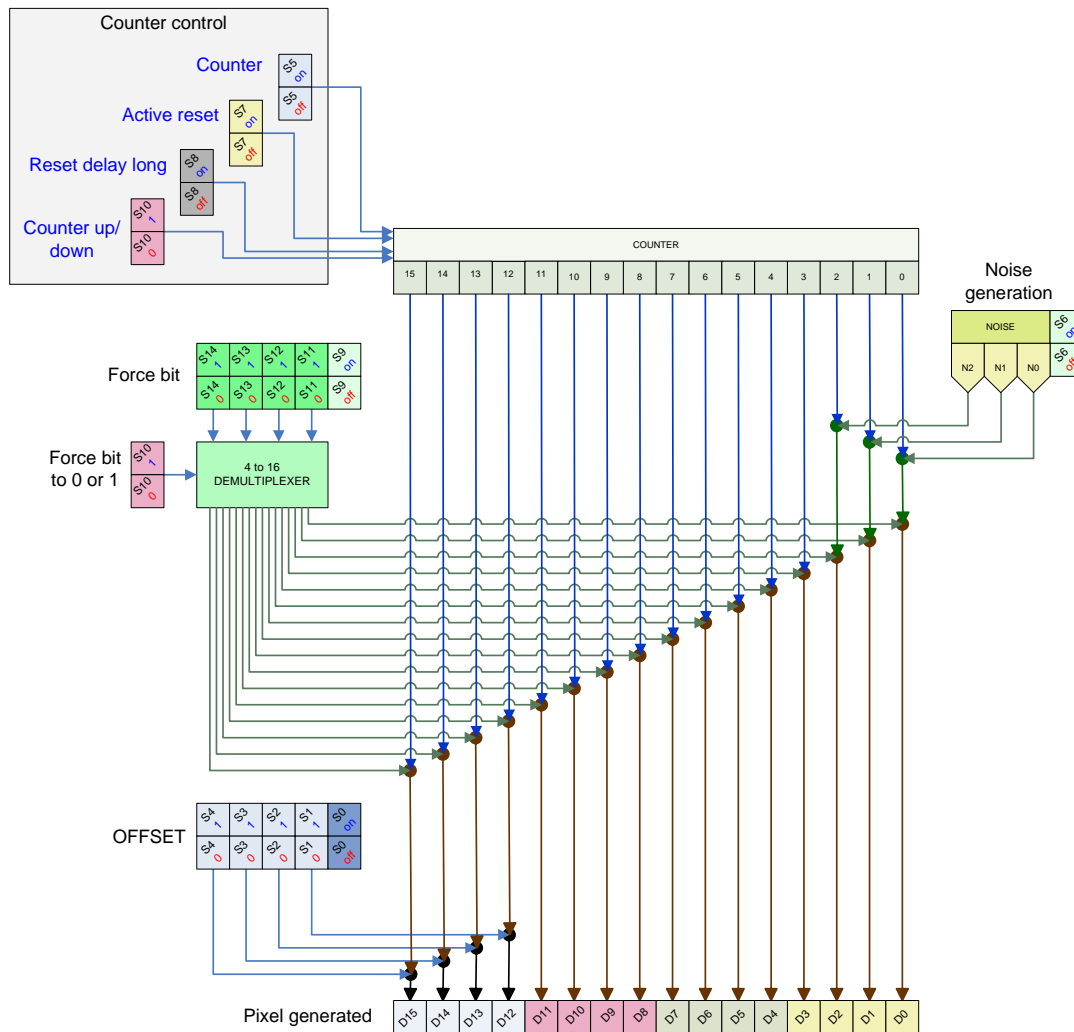 Counter control
Counter
S5 on
S5 off
Active reset
S7 on
S7 off
Reset delay long
S8 on
S8 off
Counter up/
down
S10 1
S10 0
COUNTER
15 14 13 12 11 10 9 8 7 6 5 4 3 2 1 0
Noise
generation
NOISE
S6 on
S6 off
N2 N1 N0
Force bit
S14 1 S13 1 S12 1 S11 1 S9 on
S14 0 S13 0 S12 0 S11 0 S9 off
Force bit
to 0 or 1
S10 1
S10 0
4 to 16
DEMULTIPLEXER
OFFSET
S4 1 S3 1 S2 1 S1 1 S0 on
S4 0 S3 0 S2 0 S1 0 S0 off
Pixel generated
D15 D14 D13 D12 D11 D10 D9 D8 D7 D6 D5 D4 D3 D2 D1 D0